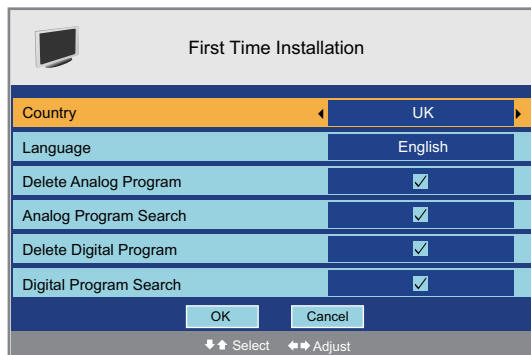 First Time Installation
Country UK
Language English
Delete Analog Program
Analog Program Search
Delete Digital Program
Digital Program Search
OK Cancel
Select Adjust